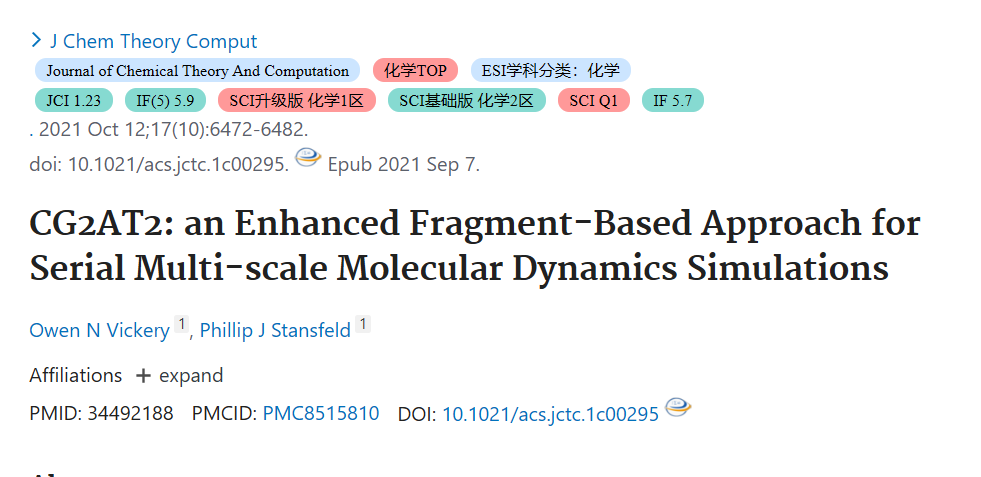 J Chem Theory Comput
Journal of Chemical Theory And Computation 化学TOP ESI学科分类：化学
JCI 1.23 IF(5) 5.9 SCI升级版 化学1区 SCI基础版 化学2区 SCI Q1 IF 5.7
. 2021 Oct 12;17(10):6472-6482.
doi: 10.1021/acs.jctc.1c00295. Epub 2021 Sep 7.
CG2AT2: an Enhanced Fragment-Based Approach for
Serial Multi-scale Molecular Dynamics Simulations
Owen N Vickery 1, Phillip J Stansfeld 1
Affiliations + expand
PMID: 34492188 PMCID: PMC8515810 DOI: 10.1021/acs.jctc.1c00295